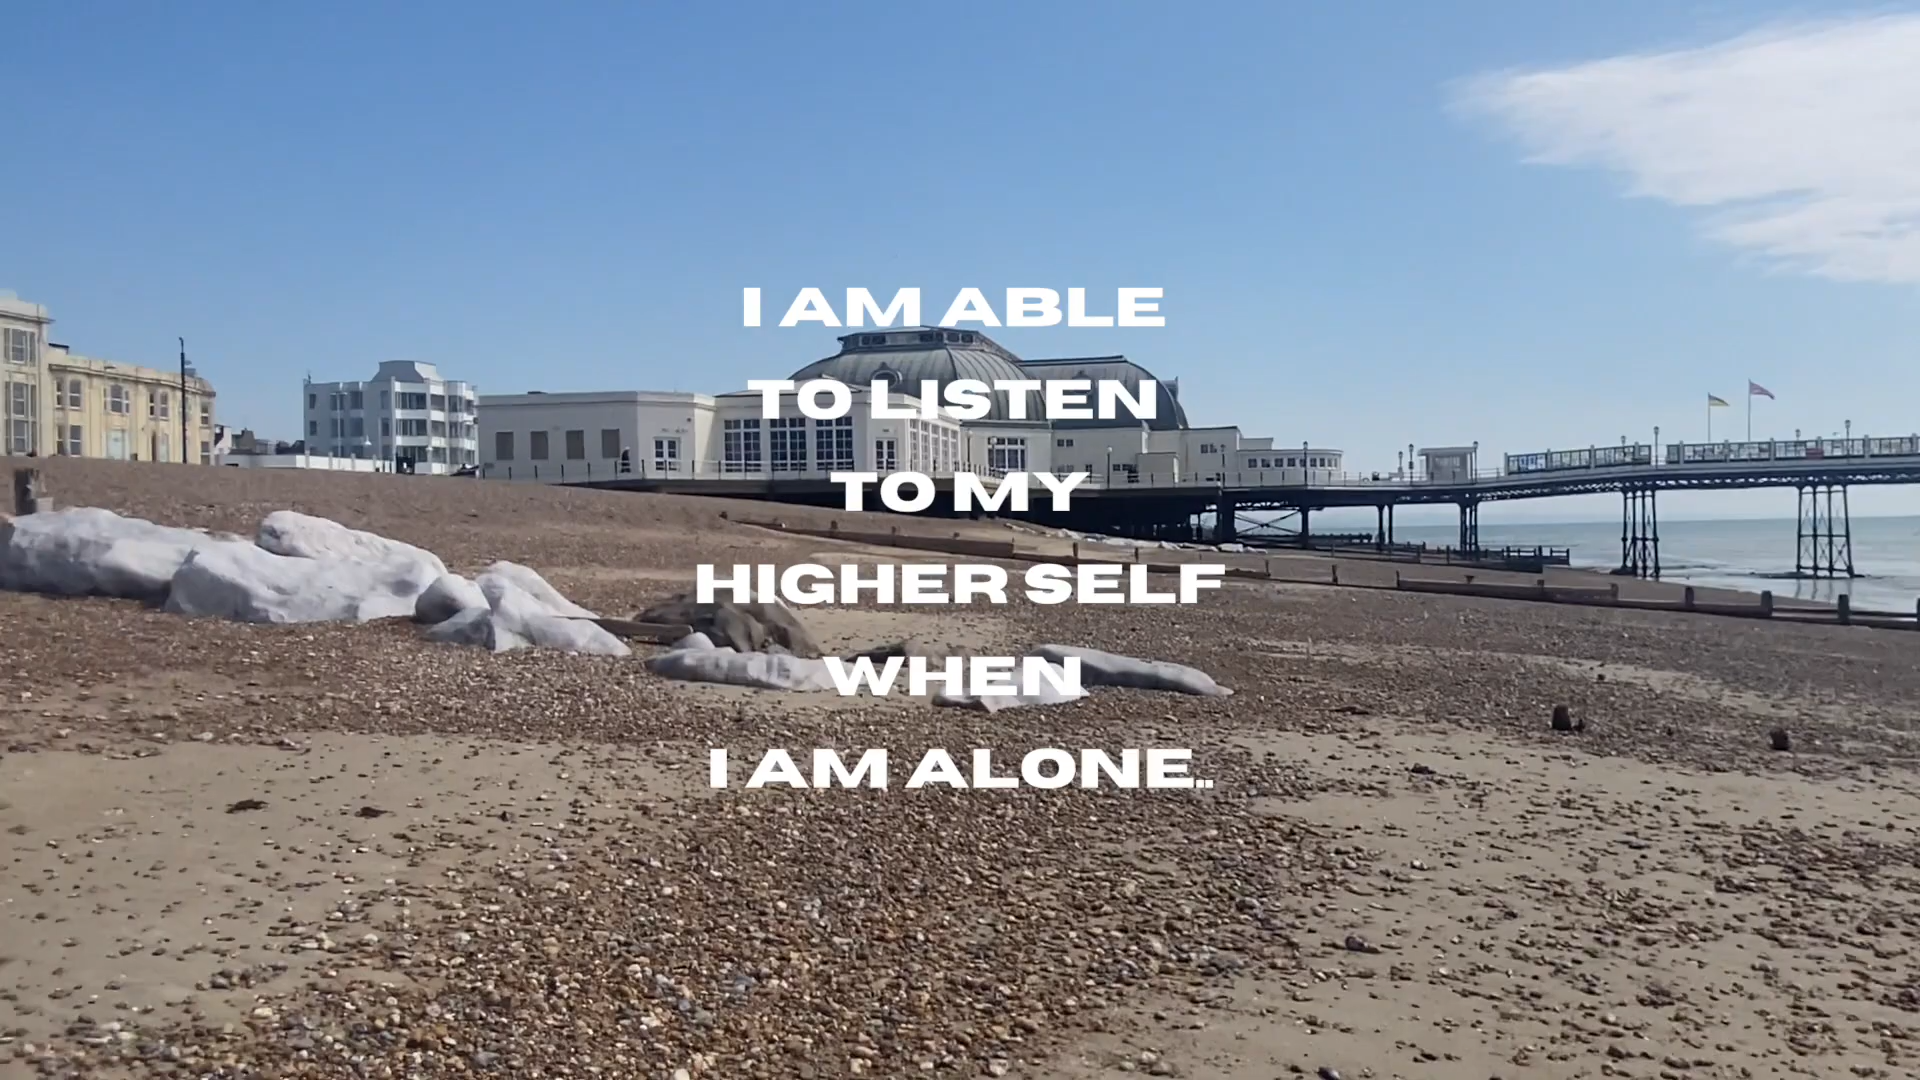 I AM ABLE
TO LISTEN
TO MY
HIGHER SELF
WHEN
I AM ALONE..